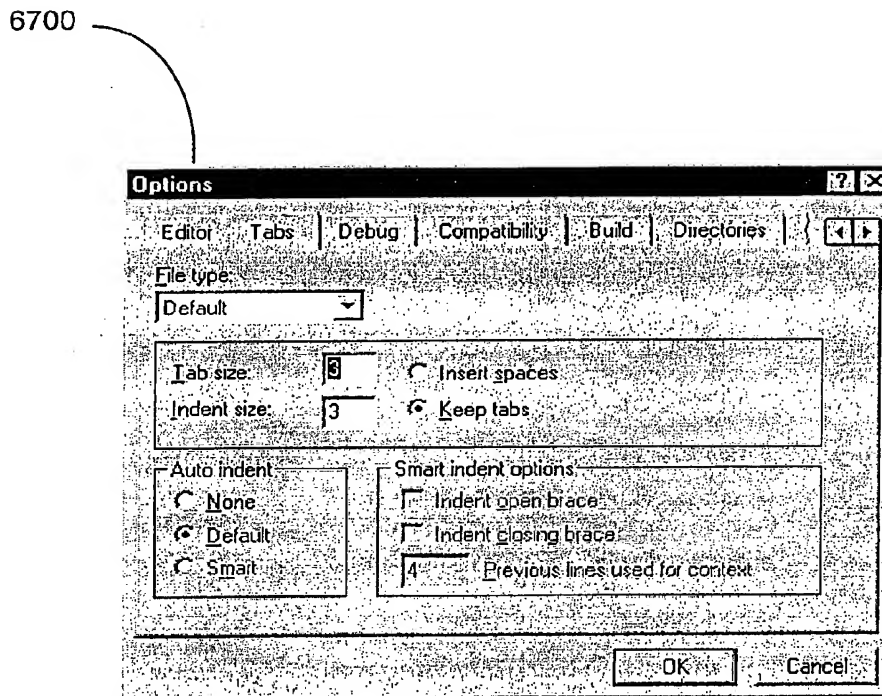 6700
Options
Editor Tabs Debug Compatibility Build Directories
File type:
Default
Tab size: 3 Insert spaces
Indent size: 3 Keep tabs
Auto indent Smart indent options
None Indent open brace
Default Indent closing brace
Smart 4 Previous lines used for context
OK Cancel